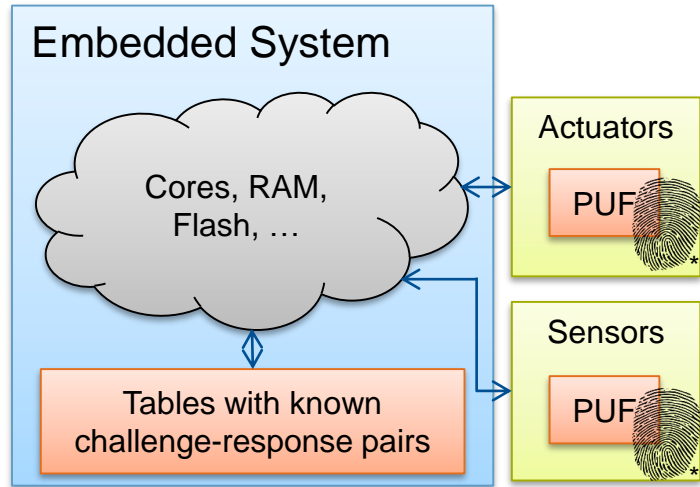 Embedded System
Cores, RAM,
Flash, …
Tables with known
challenge-response pairs
Actuators
PUF
*
Sensors
PUF
*